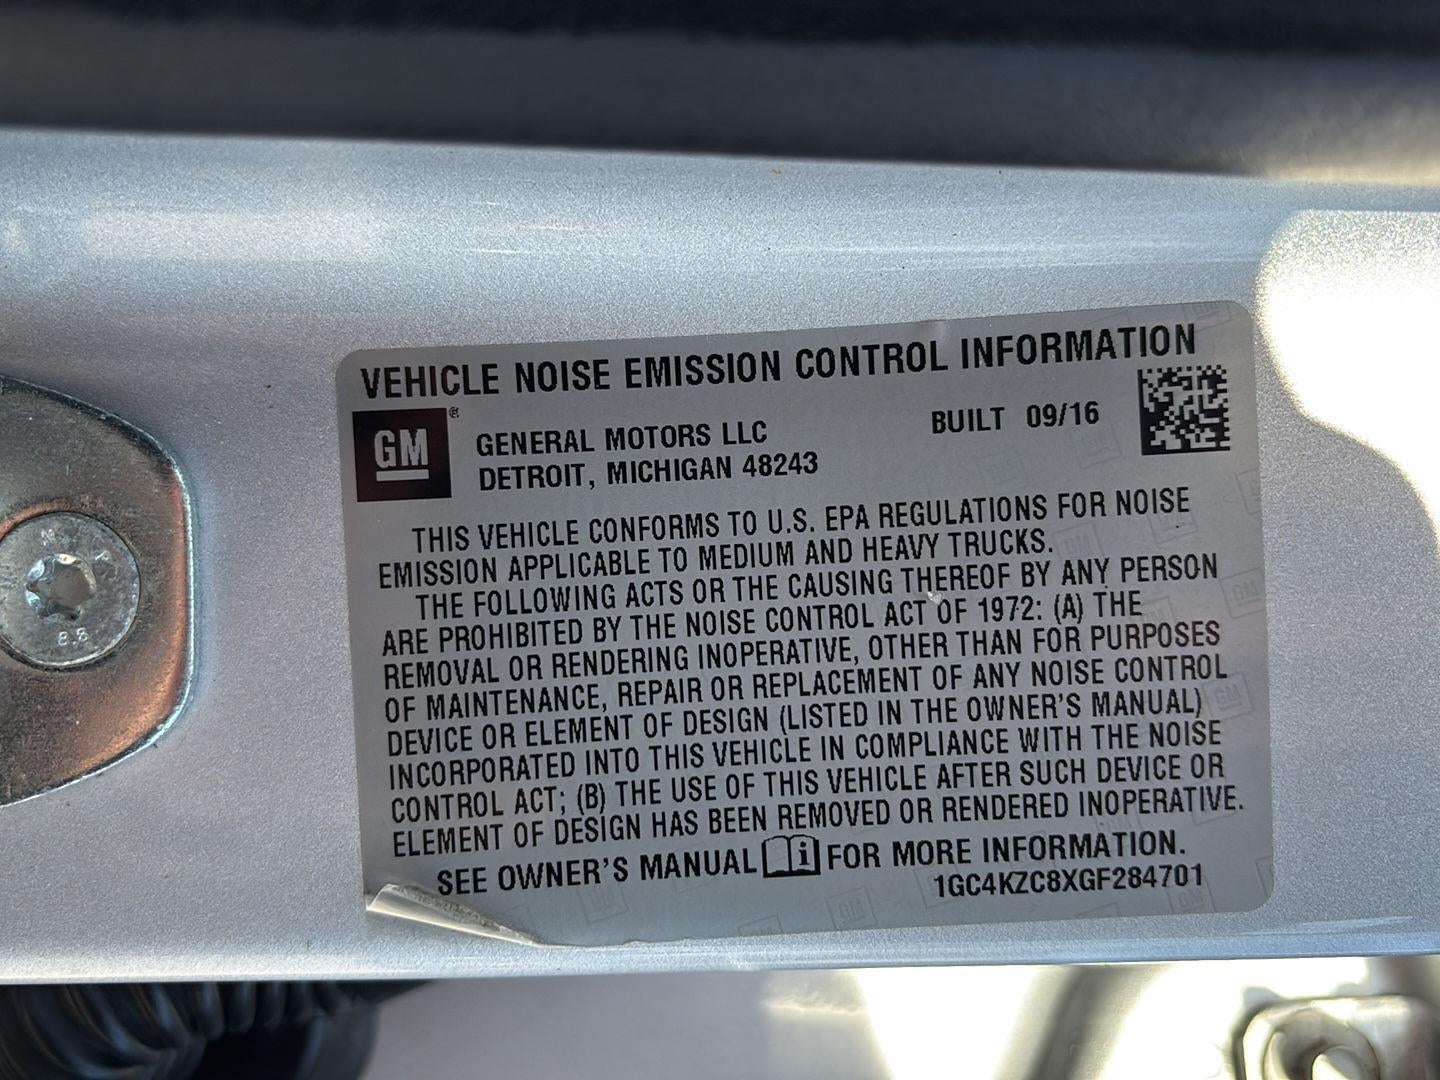 VEHICLE NOISE EMISSION CONTROL INFORMATION
GM ®
GENERAL MOTORS LLC
DETROIT, MICHIGAN 48243
BUILT 09/16
THIS VEHICLE CONFORMS TO U.S. EPA REGULATIONS FOR NOISE
EMISSION APPLICABLE TO MEDIUM AND HEAVY TRUCKS.
THE FOLLOWING ACTS OR THE CAUSING THEREOF BY ANY PERSON
ARE PROHIBITED BY THE NOISE CONTROL ACT OF 1972: (A) THE
REMOVAL OR RENDERING INOPERATIVE, OTHER THAN FOR PURPOSES
OF MAINTENANCE, REPAIR OR REPLACEMENT OF ANY NOISE CONTROL
DEVICE OR ELEMENT OF DESIGN (LISTED IN THE OWNER'S MANUAL)
INCORPORATED INTO THIS VEHICLE IN COMPLIANCE WITH THE NOISE
CONTROL ACT; (B) THE USE OF THIS VEHICLE AFTER SUCH DEVICE OR
ELEMENT OF DESIGN HAS BEEN REMOVED OR RENDERED INOPERATIVE.
SEE OWNER'S MANUAL i FOR MORE INFORMATION.
1GC4KZC8XGF284701